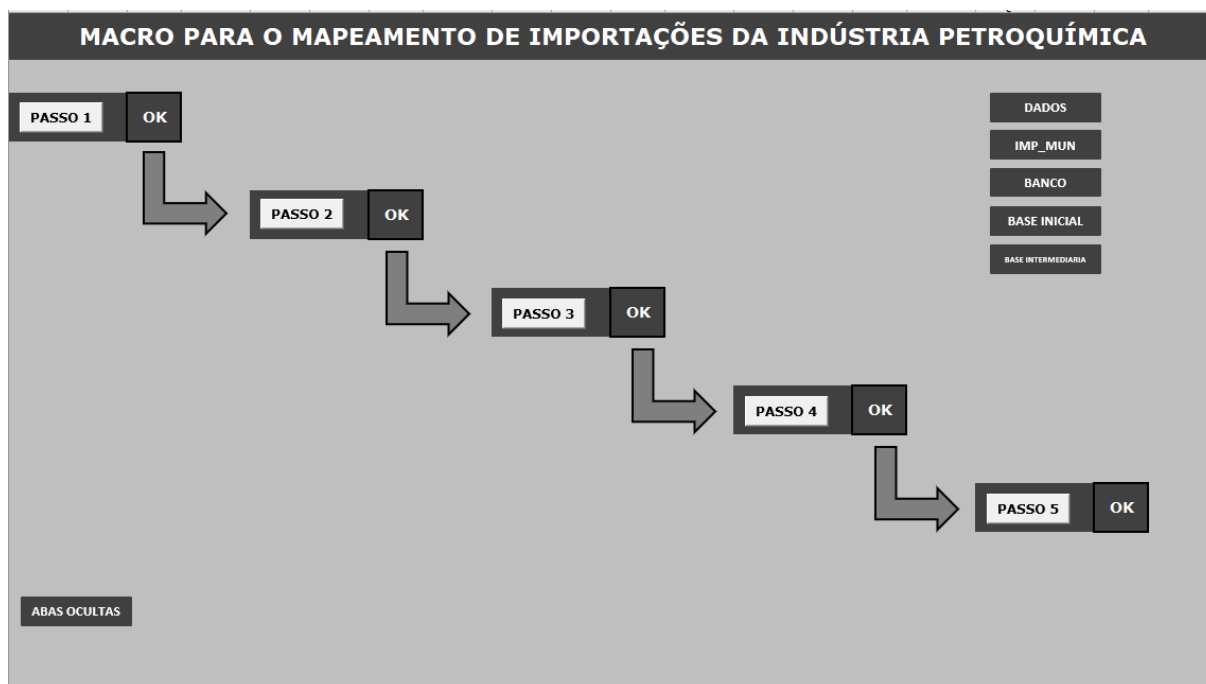 MACRO PARA O MAPEAMENTO DE IMPORTAÇÕES DA INDÚSTRIA PETROQUÍMICA
PASSO 1
OK
PASSO 2
OK
PASSO 3
OK
PASSO 4
OK
PASSO 5
OK
DADOS
IMP_MUN
BANCO
BASE INICIAL
BASE INTERMEDIARIA
ABAS OCULTAS